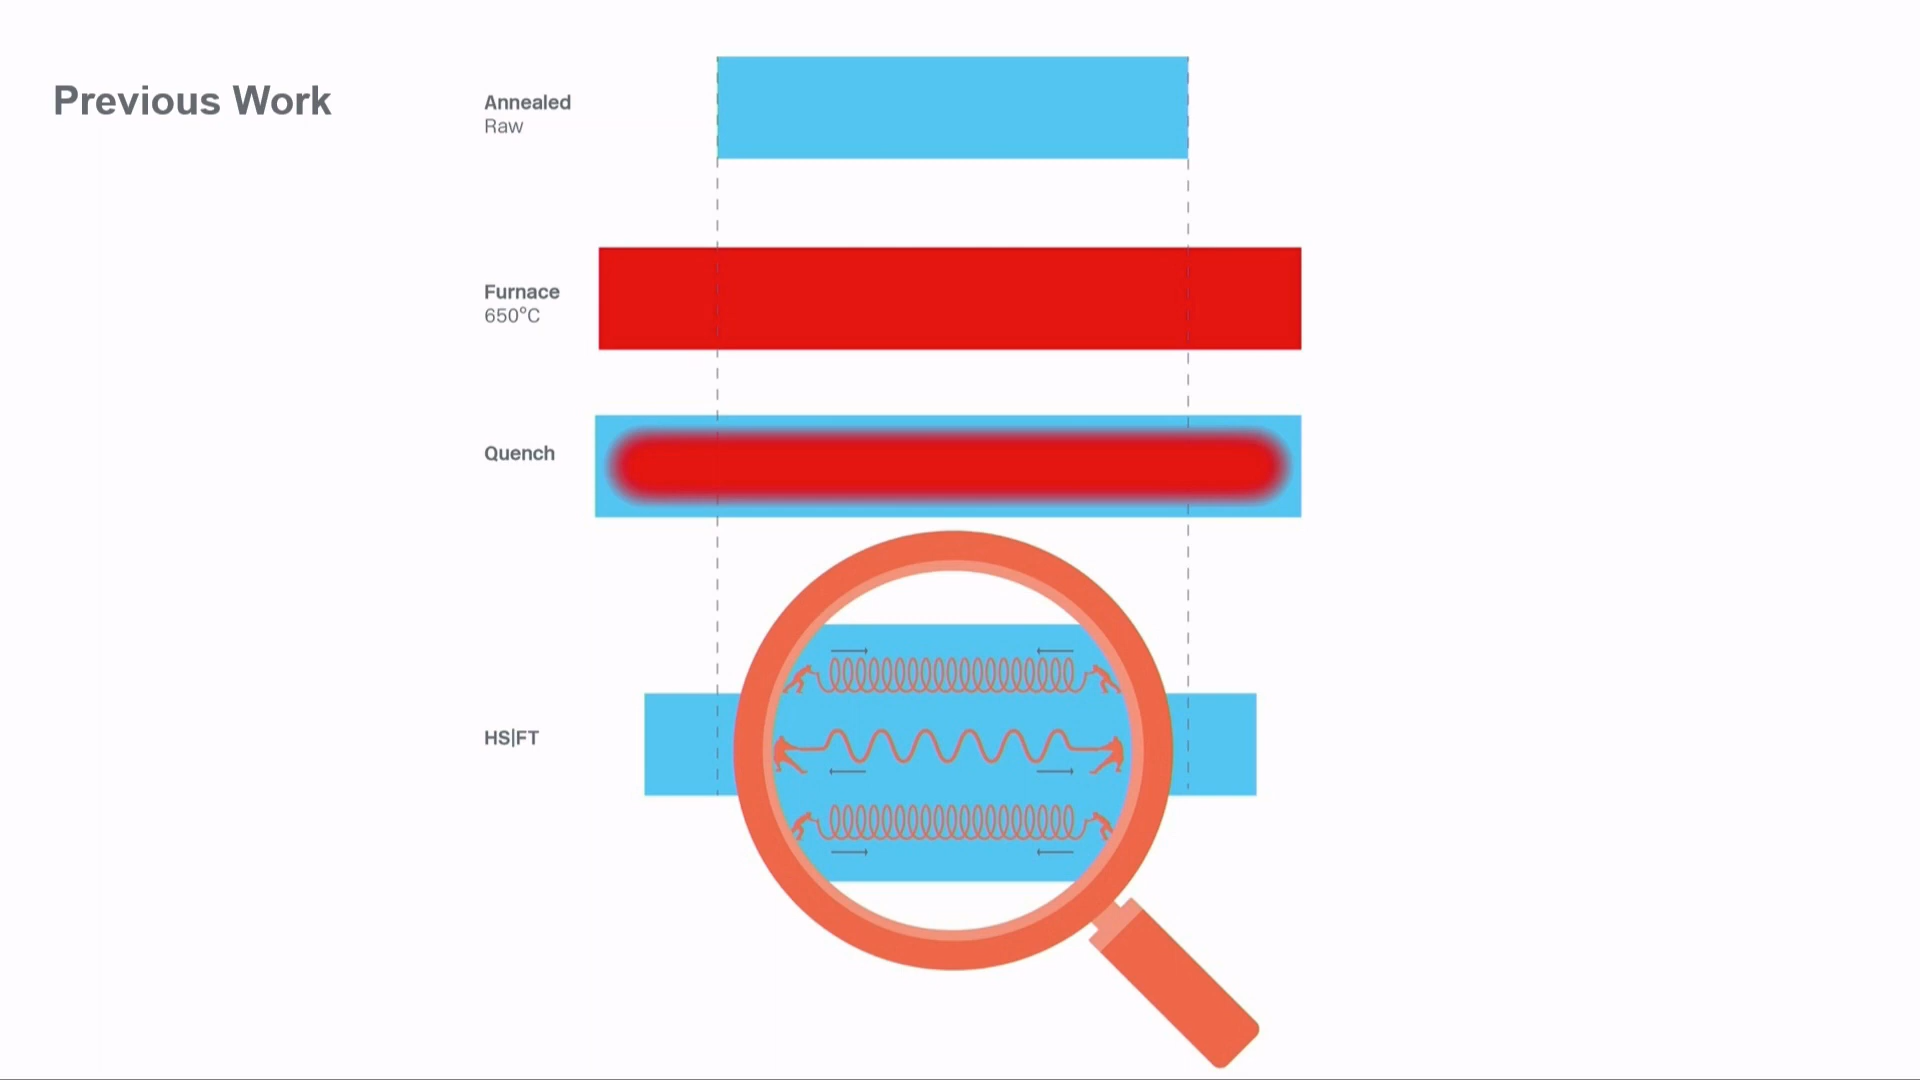 Previous Work
Annealed
Raw
Furnace
650°C
Quench
HS|FT